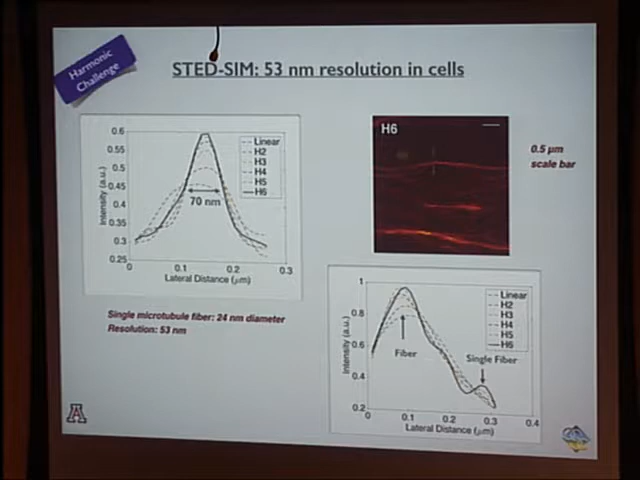 Harmonic
Challenge
STED-SIM: 53 nm resolution in cells
0.6
0.55
0.5
0.45
0.4
0.35
0.3
0.25
Intensity (a.u.)
0
0.1
0.2
0.3
Lateral Distance (μm)
70 nm
Linear
H2
H3
H4
H5
H6
H6
0.5 μm
scale bar
Single microtubule fiber: 24 nm diameter
Resolution: 53 nm
1
0.8
0.6
0.4
0.2
Intensity (a.u.)
0
0.1
0.2
0.3
0.4
Lateral Distance (μm)
Fiber
Single Fiber
Linear
H2
H3
H4
H5
H6
A